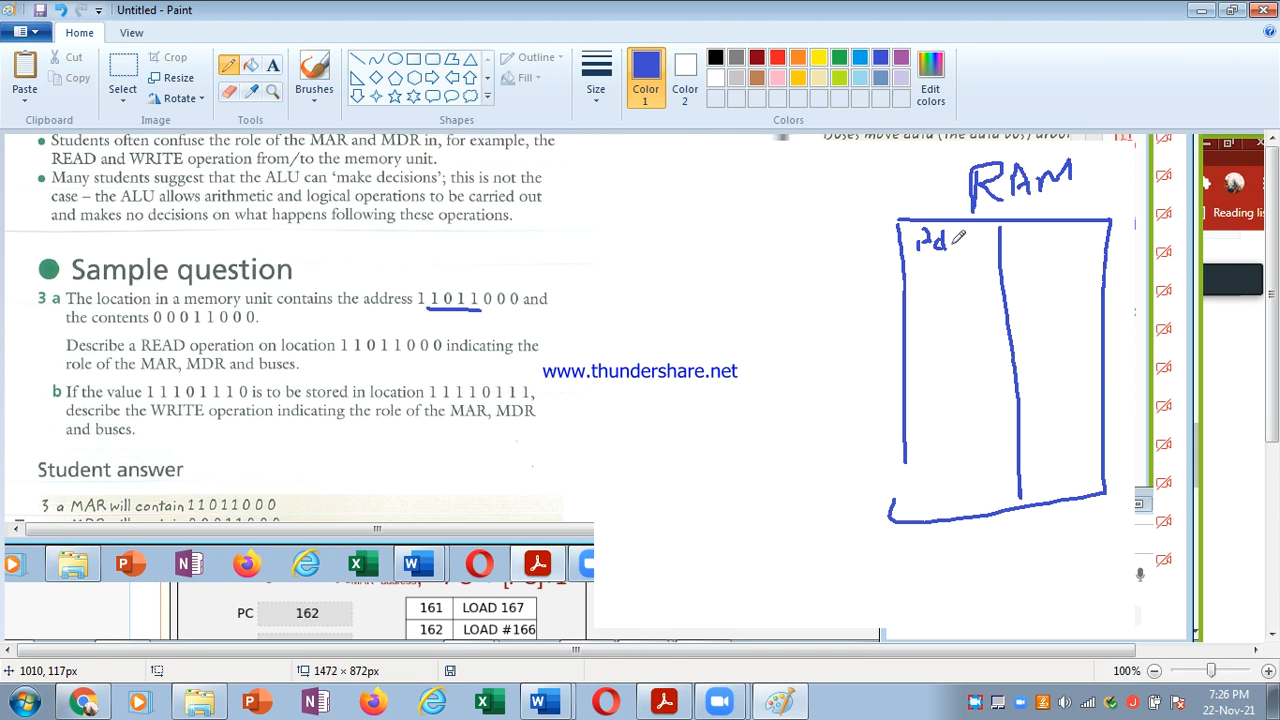 Untitled - Paint
Home View
Paste
Cut
Copy
Clipboard
Select
Crop
Resize
Rotate
Image
A
Tools
Brushes
Shapes
Outline
Fill
Size
Color 1
Color 2
Edit colors
Colors
Students often confuse the role of the MAR and MDR in, for example, the
READ and WRITE operation from/to the memory unit.
Many students suggest that the ALU can 'make decisions'; this is not the
case – the ALU allows arithmetic and logical operations to be carried out
and makes no decisions on what happens following these operations.
Sample question
3 a The location in a memory unit contains the address 1 1 0 1 1 0 0 0 and
the contents 0 0 0 1 1 0 0 0.
Describe a READ operation on location 1 1 0 1 1 0 0 0 indicating the
role of the MAR, MDR and buses.
b If the value 1 1 1 0 1 1 1 0 is to be stored in location 1 1 1 1 0 1 1 1,
describe the WRITE operation indicating the role of the MAR, MDR
and buses.
Student answer
3 a MAR will contain 1 1 0 1 1 0 0 0
www.thundershare.net
RAM
Reading list
PC 162
161 LOAD 167
162 LOAD #166
1010, 117px
1472 × 872px
100%
7:26 PM
22-Nov-21